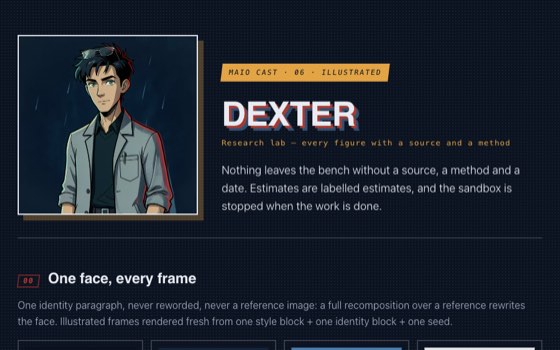 MAIO CAST · 06 · ILLUSTRATED
DEXTER
Research lab — every figure with a source and a method
Nothing leaves the bench without a source, a method and a
date. Estimates are labelled estimates, and the sandbox is
stopped when the work is done.
00 One face, every frame
One identity paragraph, never reworded, never a reference image: a full recomposition over a reference rewrites
the face. Illustrated frames rendered fresh from one style block + one identity block + one seed.